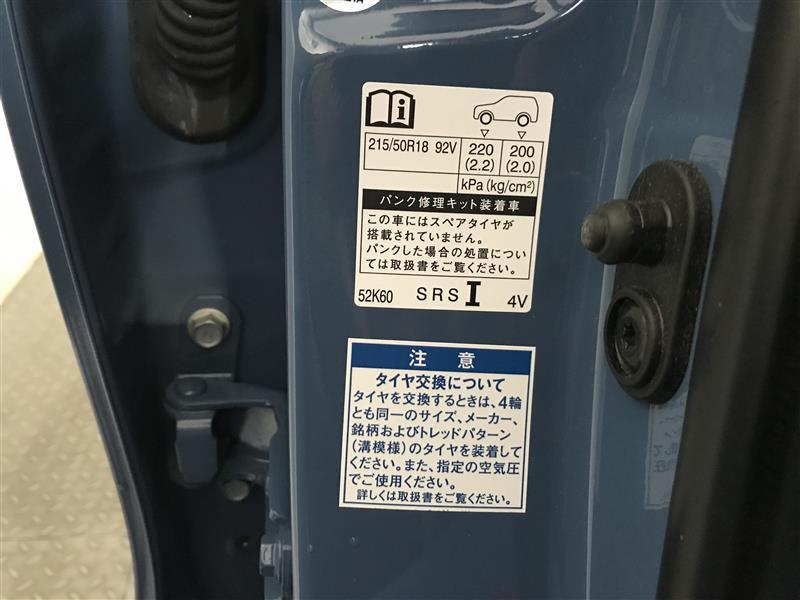 215/50R18 92V 220 (2.2) 200 (2.0)
kPa (kg/cm²)
パンク修理キット装着車
この車にはスペアタイヤが
搭載されていません。
パンクした場合の処置につい
ては取扱書をご覧ください。
52K60 SRS I 4V
注 意
タイヤ交換について
タイヤを交換するときは、4輪
とも同一のサイズ、メーカー、
銘柄およびトレッドパターン
(溝模様)のタイヤを装着して
ください。また、指定の空気圧
でご使用ください。
詳しくは取扱書をご覧ください。